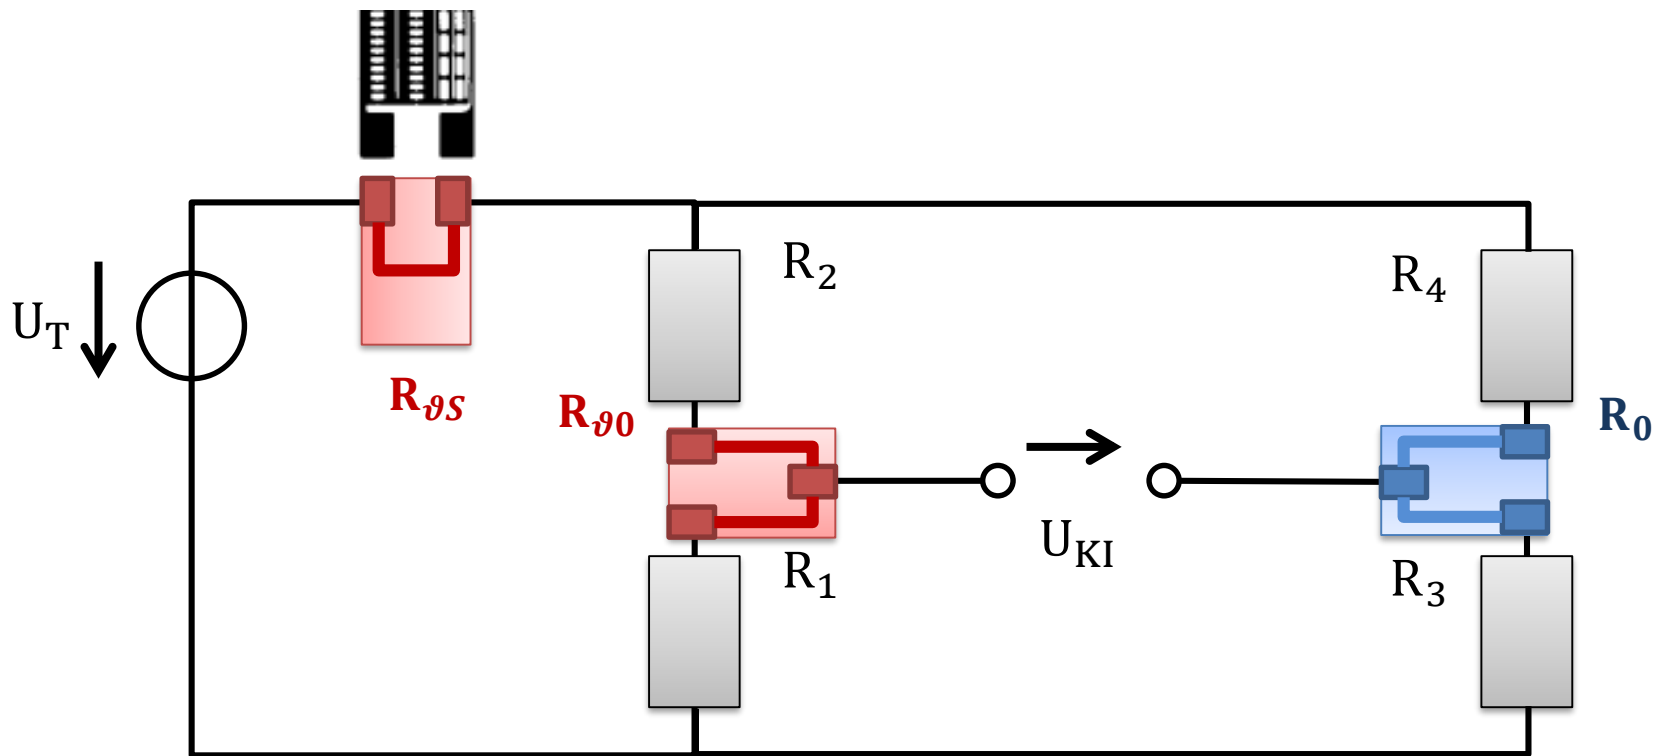 R₂
R₄
U_T
R_ϑS
R_ϑ0
R₀
U_KI
R₁
R₃